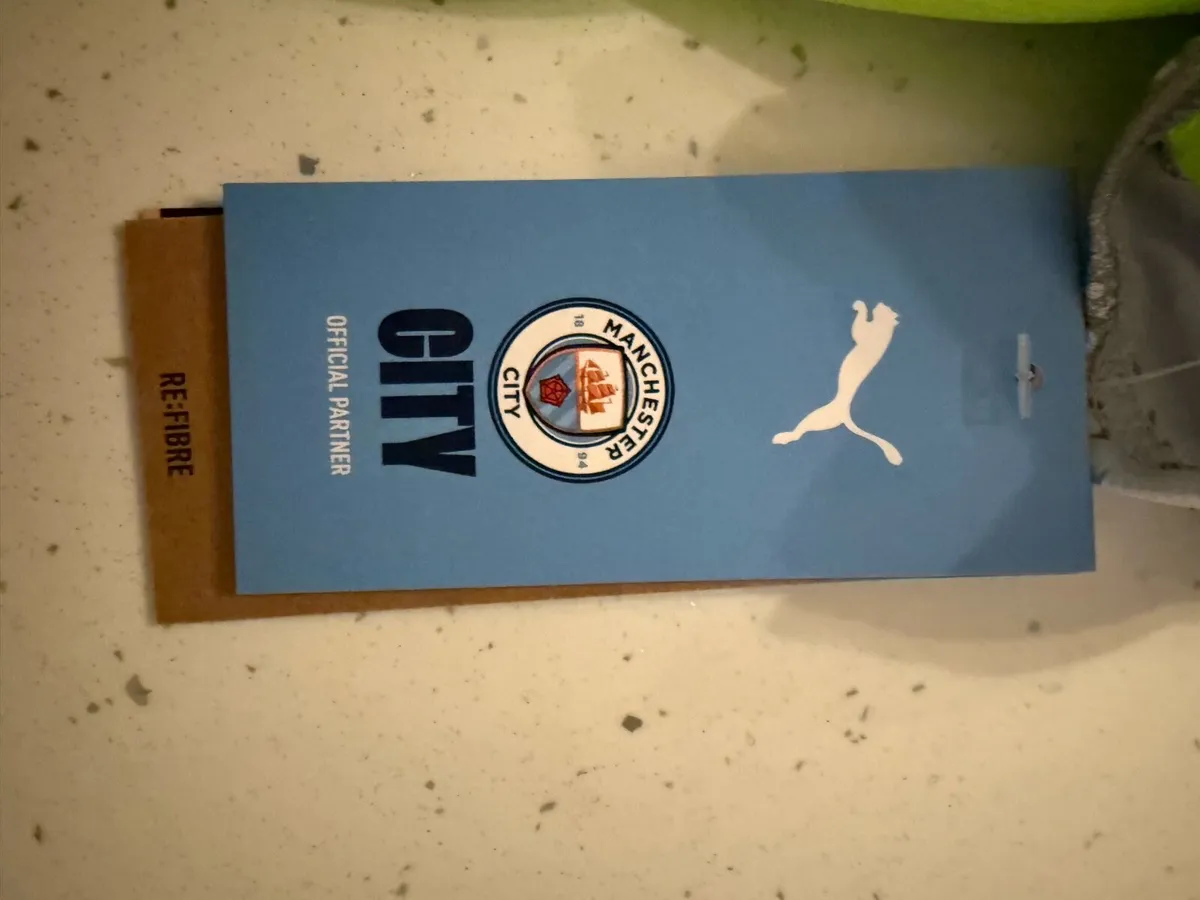 MANCHESTER
18 94
CITY
CITY
OFFICIAL PARTNER
RE:FIBRE